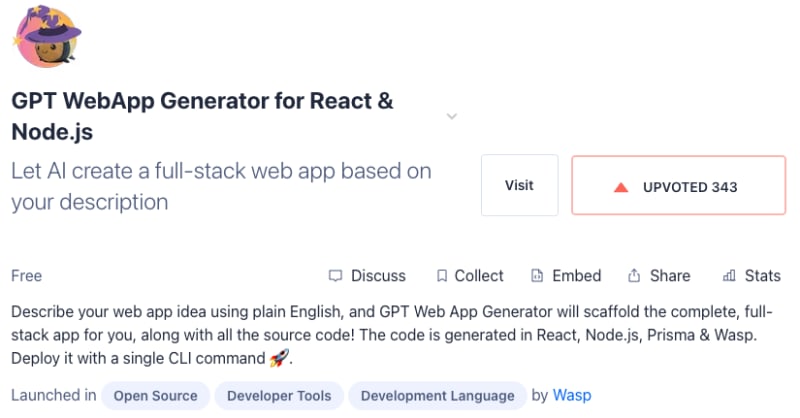 GPT WebApp Generator for React &
Node.js
Let AI create a full-stack web app based on
your description
Visit
UPVOTED 343
Free
Discuss
Collect
Embed
Share
Stats
Describe your web app idea using plain English, and GPT Web App Generator will scaffold the complete, full-
stack app for you, along with all the source code! The code is generated in React, Node.js, Prisma & Wasp.
Deploy it with a single CLI command 🚀.
Launched in Open Source Developer Tools Development Language by Wasp